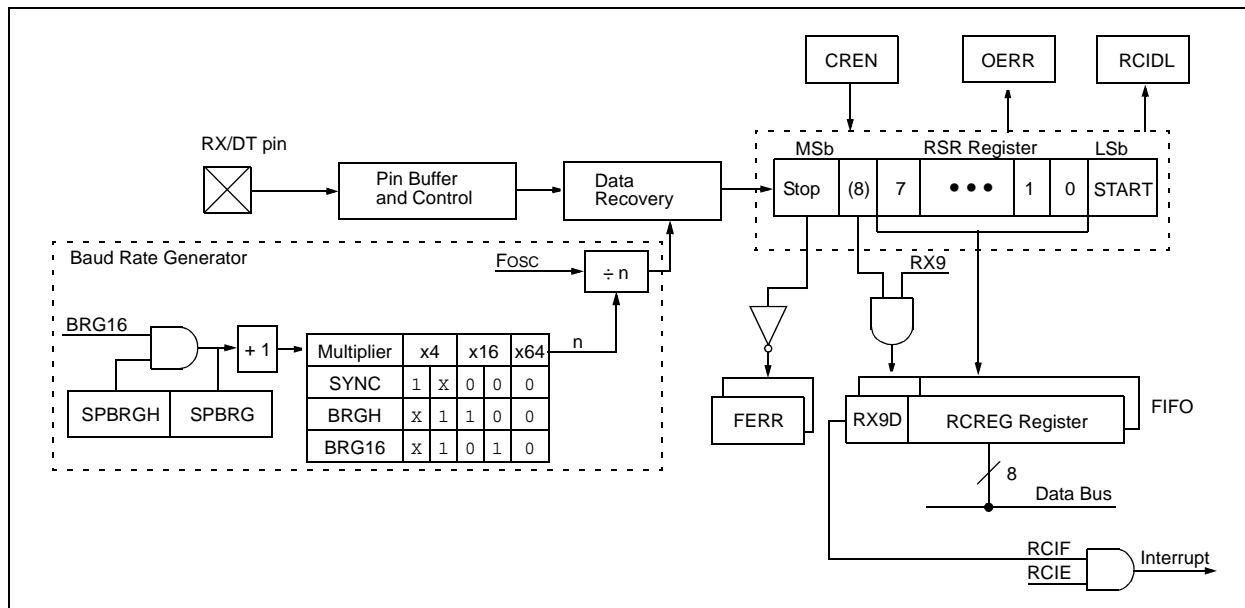 CREN OERR RCIDL
RX/DT pin
MSb RSR Register LSb
Pin Buffer
and Control
Data
Recovery
Stop (8) 7 ••• 1 0 START
Baud Rate Generator
FOSC
÷ n
RX9
BRG16
+ 1
n
Multiplier x4 x16 x64
SYNC 1 X 0 0 0
BRGH X 1 1 0 0
BRG16 X 1 0 1 0
SPBRGH SPBRG
FERR
RX9D RCREG Register
FIFO
8
Data Bus
RCIF
RCIE
Interrupt